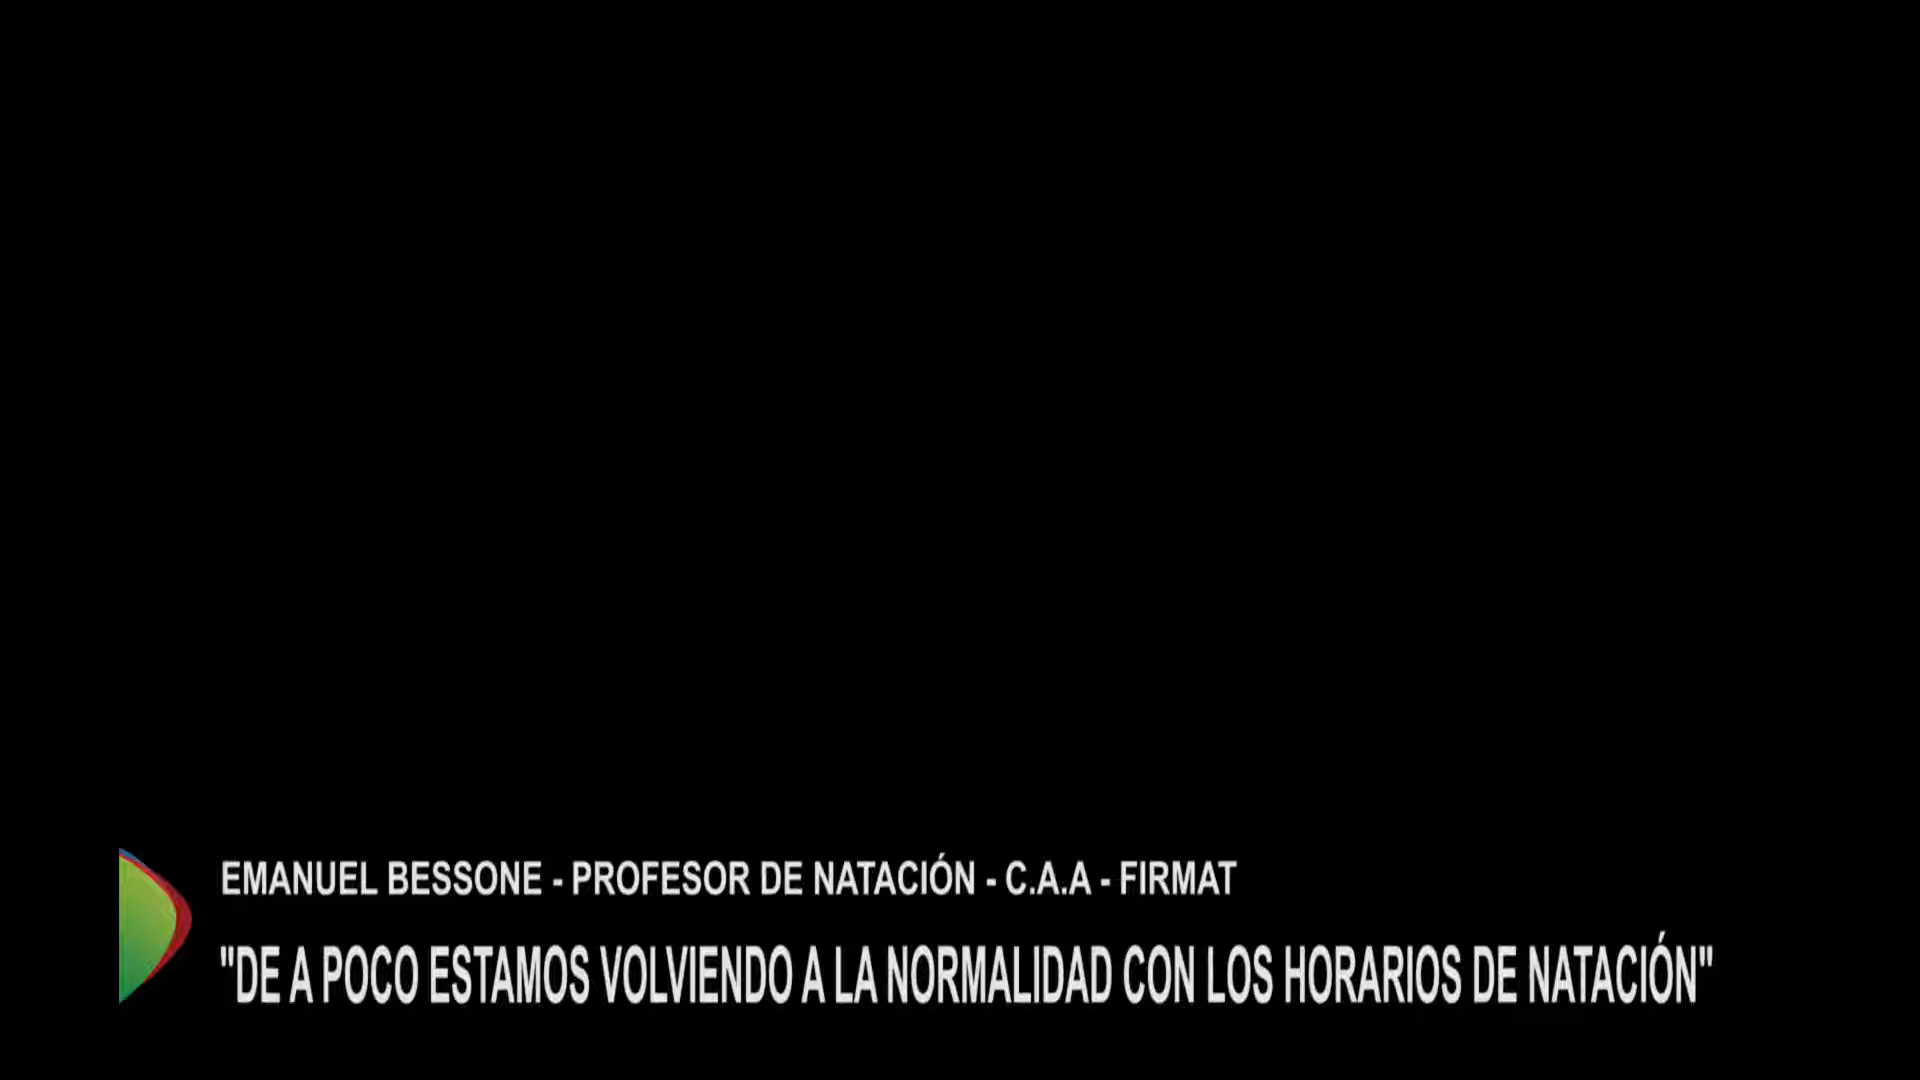 EMANUEL BESSONE - PROFESOR DE NATACIÓN - C.A.A - FIRMAT
"DE A POCO ESTAMOS VOLVIENDO A LA NORMALIDAD CON LOS HORARIOS DE NATACIÓN"